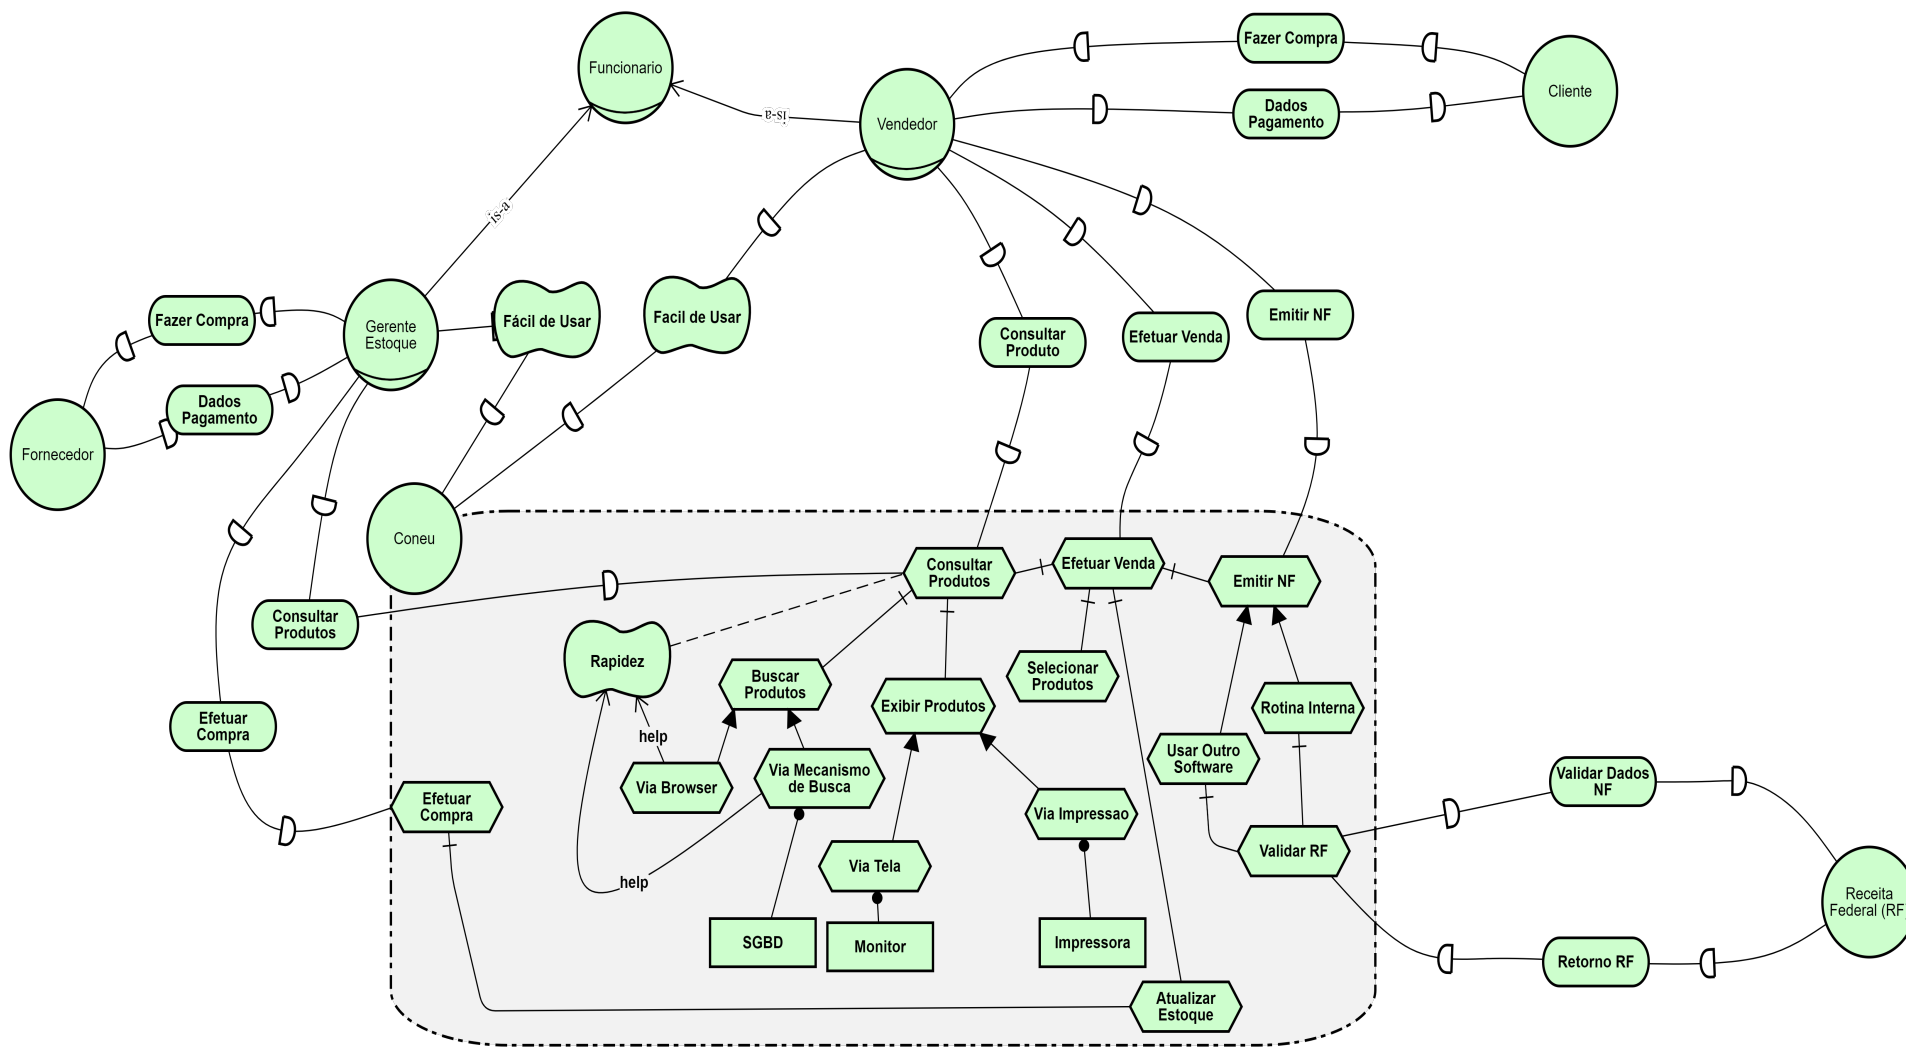 Fazer Compra
Funcionario
Cliente
is-a
Dados
Pagamento
Vendedor
is-a
Fazer Compra
Gerente
Estoque
Fácil de Usar
Facil de Usar
Consultar
Produto
Efetuar Venda
Emitir NF
Dados
Pagamento
Fornecedor
Coneu
Consultar
Produtos
Efetuar Venda
Emitir NF
Consultar
Produtos
Rapidez
Buscar
Produtos
Selecionar
Produtos
Exibir Produtos
Rotina Interna
Efetuar
Compra
help
Usar Outro
Software
Via Browser
Via Mecanismo
de Busca
Validar Dados
NF
Efetuar
Compra
Via Impressao
Validar RF
Via Tela
help
Receita
Federal (RF)
SGBD
Monitor
Impressora
Retorno RF
Atualizar
Estoque